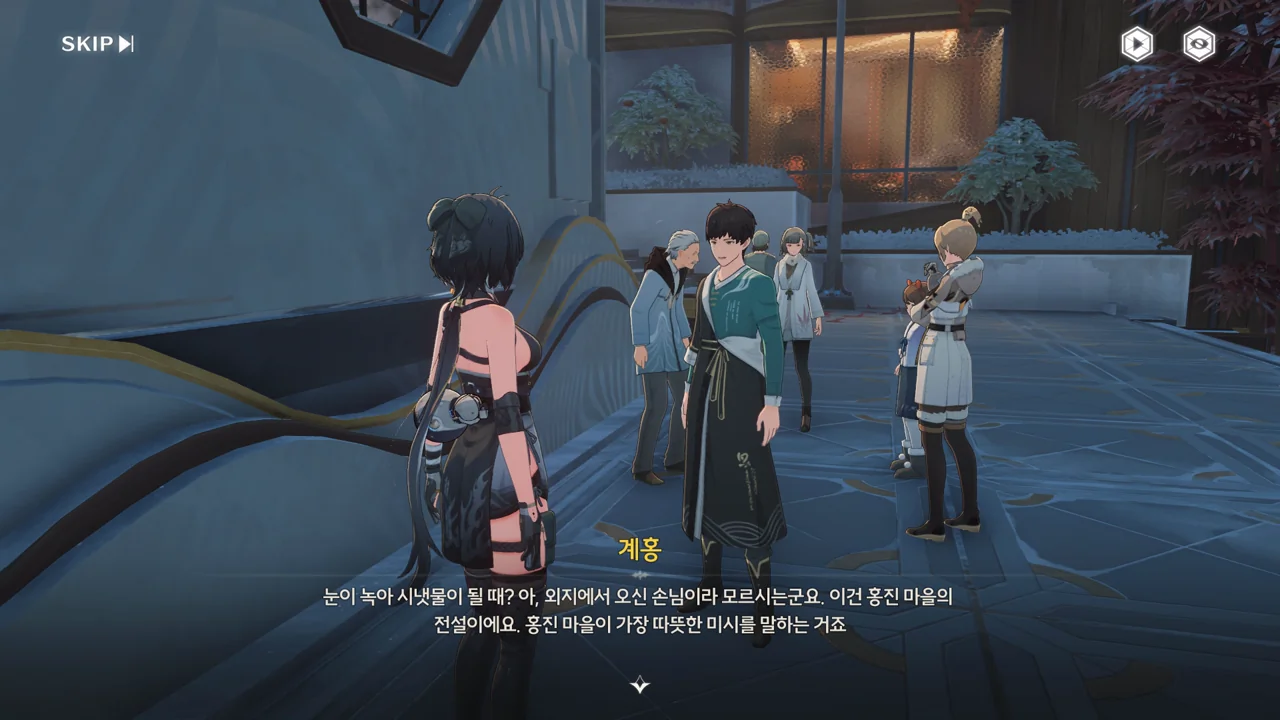 SKIP
계홍
눈이 녹아 시냇물이 될 때? 아, 외지에서 오신 손님이라 모르시는군요. 이건 홍진 마을의
전설이에요. 홍진 마을이 가장 따뜻한 미시를 말하는 거죠